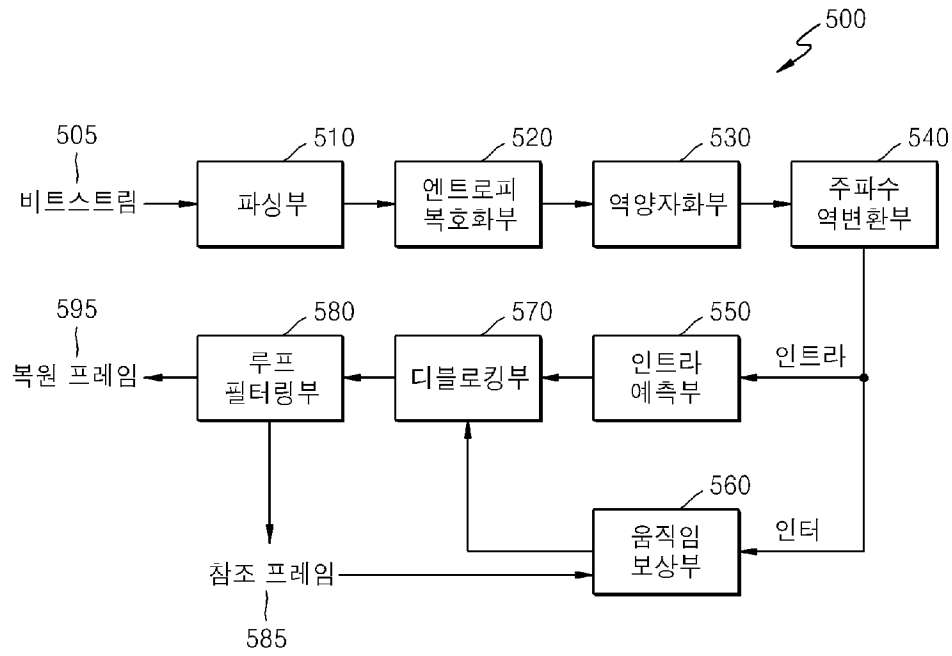 500
505
510
520
530
540
비트스트림
파싱부
엔트로피
복호화부
역양자화부
주파수
역변환부
595
580
570
550
복원 프레임
루프
필터링부
디블로킹부
인트라
예측부
인트라
560
움직임
보상부
인터
참조 프레임
585